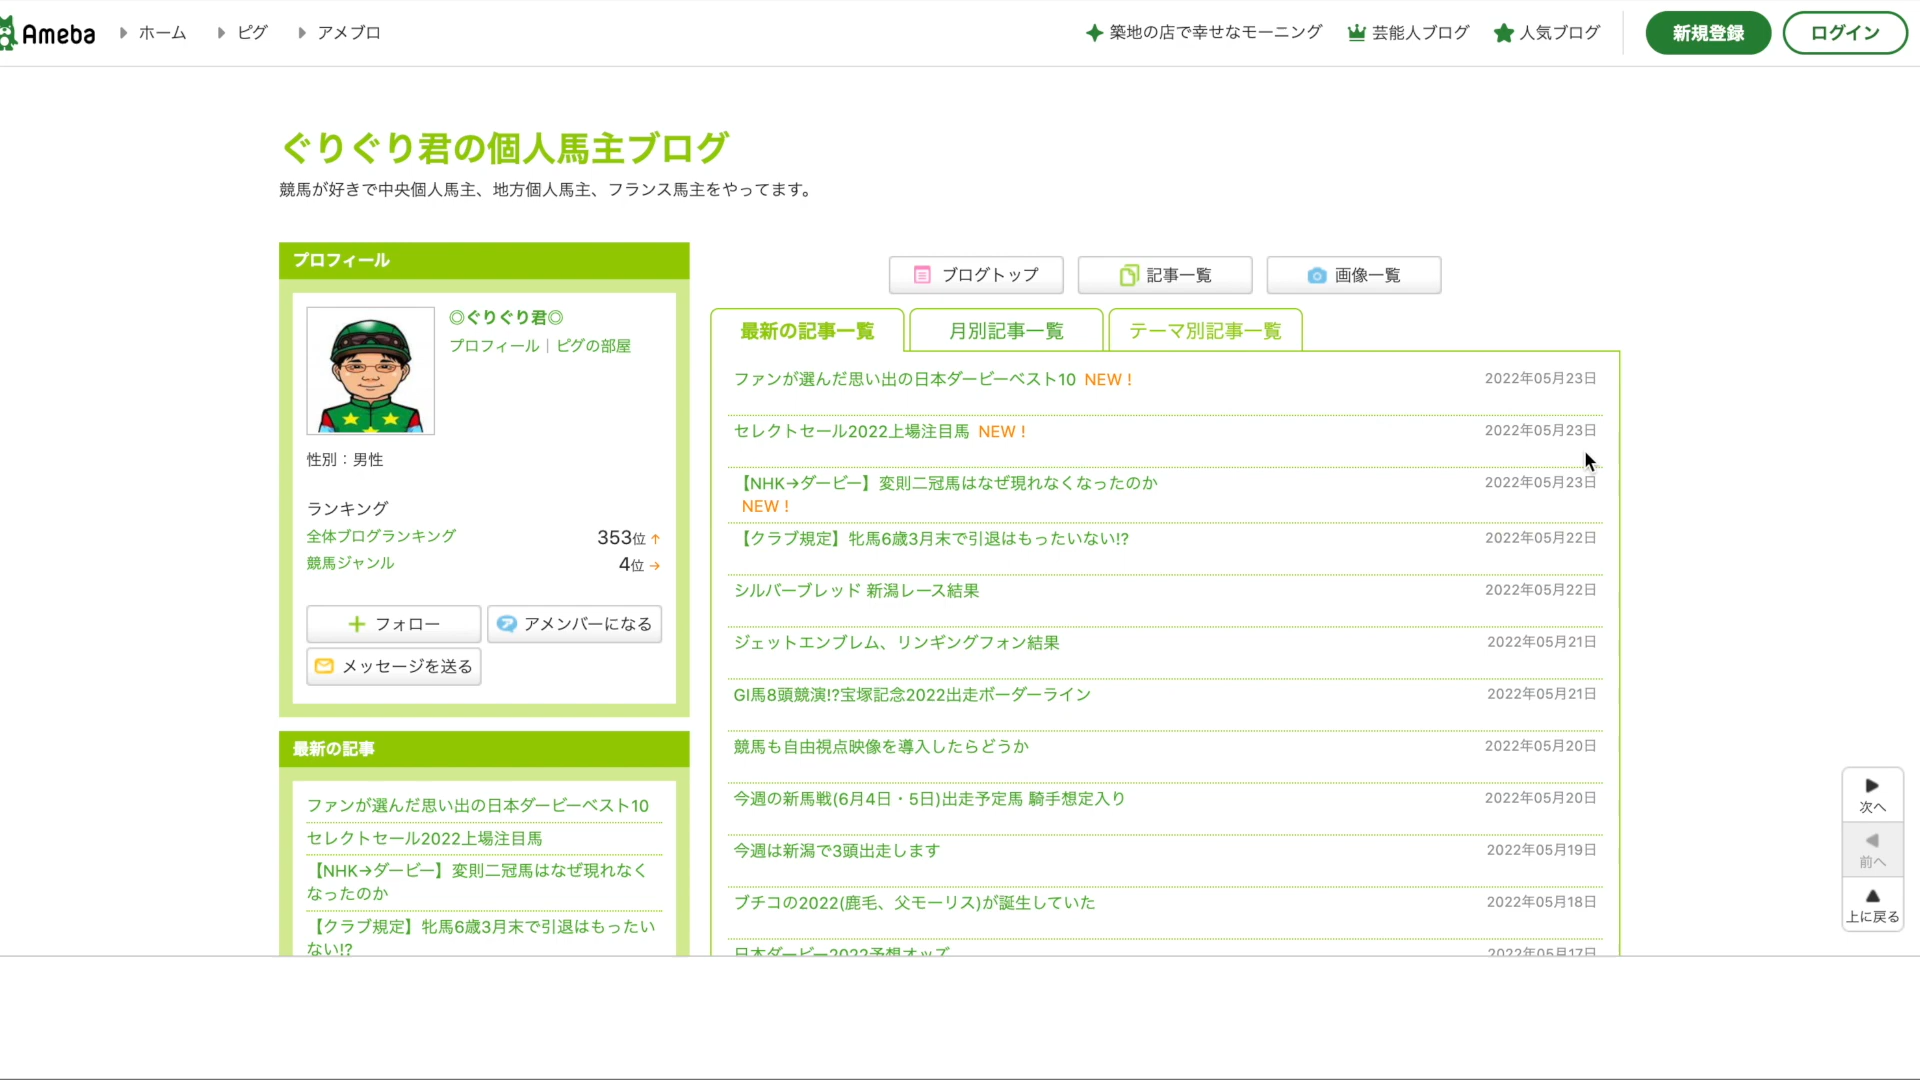 Ameba ホーム ピグ アメブロ 築地の店で幸せなモーニング 芸能人ブログ 人気ブログ 新規登録 ログイン
ぐりぐり君の個人馬主ブログ
競馬が好きで中央個人馬主、地方個人馬主、フランス馬主をやってます。
プロフィール
◎ぐりぐり君◎
プロフィール｜ピグの部屋
性別：男性
ランキング
全体ブログランキング 353位 ↑
競馬ジャンル 4位 →
フォロー アメンバーになる
メッセージを送る
最新の記事
ファンが選んだ思い出の日本ダービーベスト10
セレクトセール2022上場注目馬
【NHK→ダービー】変則二冠馬はなぜ現れなく
なったのか
【クラブ規定】牝馬6歳3月末で引退はもったい
ない!?
ブログトップ 記事一覧 画像一覧
最新の記事一覧 月別記事一覧 テーマ別記事一覧
ファンが選んだ思い出の日本ダービーベスト10 NEW ! 2022年05月23日
セレクトセール2022上場注目馬 NEW ! 2022年05月23日
【NHK→ダービー】変則二冠馬はなぜ現れなくなったのか 2022年05月23日
NEW !
【クラブ規定】牝馬6歳3月末で引退はもったいない!? 2022年05月22日
シルバーブレッド 新潟レース結果 2022年05月22日
ジェットエンブレム、リンギングフォン結果 2022年05月21日
GI馬8頭競演!?宝塚記念2022出走ボーダーライン 2022年05月21日
競馬も自由視点映像を導入したらどうか 2022年05月20日
今週の新馬戦(6月4日・5日)出走予定馬 騎手想定入り 2022年05月20日
今週は新潟で3頭出走します 2022年05月19日
ブチコの2022(鹿毛、父モーリス)が誕生していた 2022年05月18日
日本ダービー2022予想オッズ 2022年05月17日
次へ
前へ
上に戻る